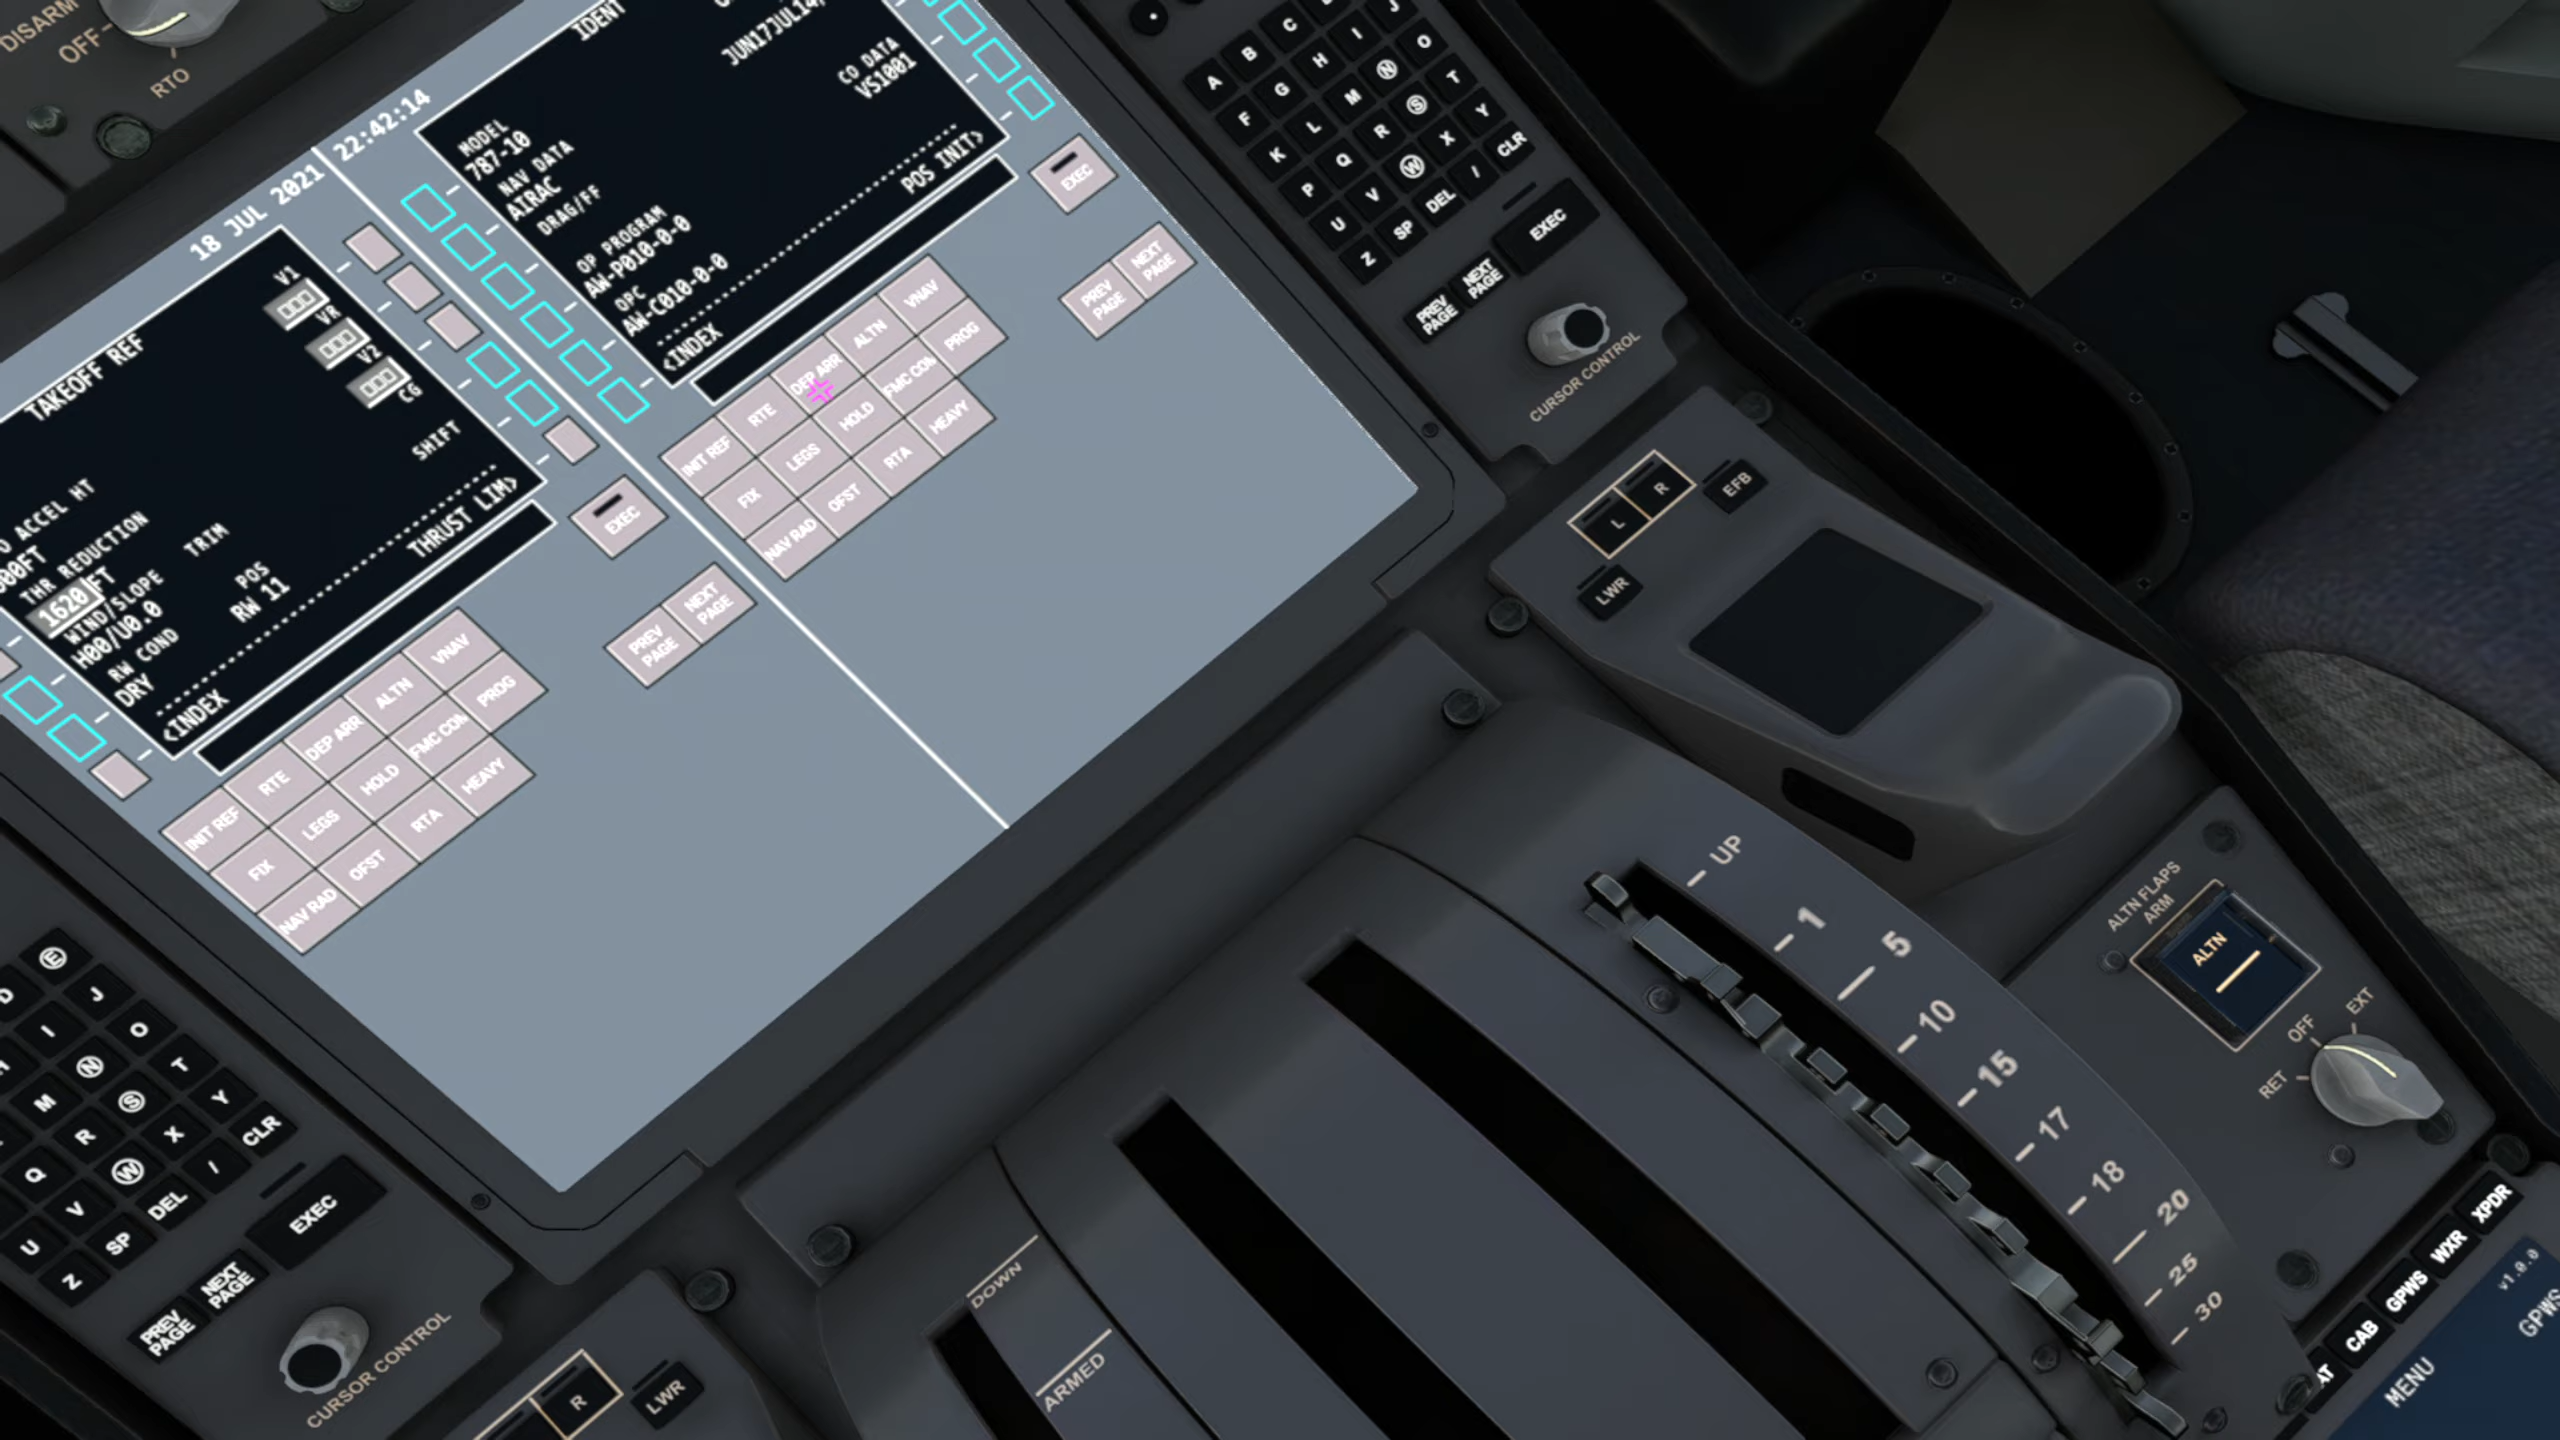 DISARM
OFF
RTO
18 JUL 2021
22:42:14
TAKEOFF REF
V1
VR
V2
CG
SHIFT
ACCEL HT
THR REDUCTION
1620FT
TRIM
WIND/SLOPE
H00/U0.0
POS
RW 11
RW COND
DRY
<INDEX
THRUST LIM>
EXEC
PREV PAGE
NEXT PAGE
INIT REF
RTE
DEP ARR
ALTN
VNAV
FIX
LEGS
HOLD
FMC COM
PROG
NAV RAD
OFST
RTA
HEAVY
IDENT
MODEL
787-10
NAV DATA
AIRAC
JUN17JUL14/
DRAG/FF
CO DATA
VS1001
OP PROGRAM
AW-P010-0-0
OPC
AW-C010-0-0
<INDEX
POS INIT>
EXEC
PREV PAGE
NEXT PAGE
INIT REF
RTE
DEP ARR
ALTN
VNAV
FIX
LEGS
HOLD
FMC COM
PROG
NAV RAD
OFST
RTA
HEAVY
A B C
F G H I J
K L M N O
P Q R S T
U V W X Y
Z SP DEL / CLR
EXEC
PREV PAGE
NEXT PAGE
CURSOR CONTROL
L
R
EFB
LWR
D E
I J
M N O
Q R S T
U V W X Y
Z SP DEL / CLR
EXEC
PREV PAGE
NEXT PAGE
CURSOR CONTROL
R
LWR
DOWN
ARMED
UP
1
5
10
15
17
18
20
25
30
ALTN FLAPS
ARM
ALTN
RET
OFF
EXT
CAB
GPWS
WXR
XPDR
v1.0.0
GPWS
MENU